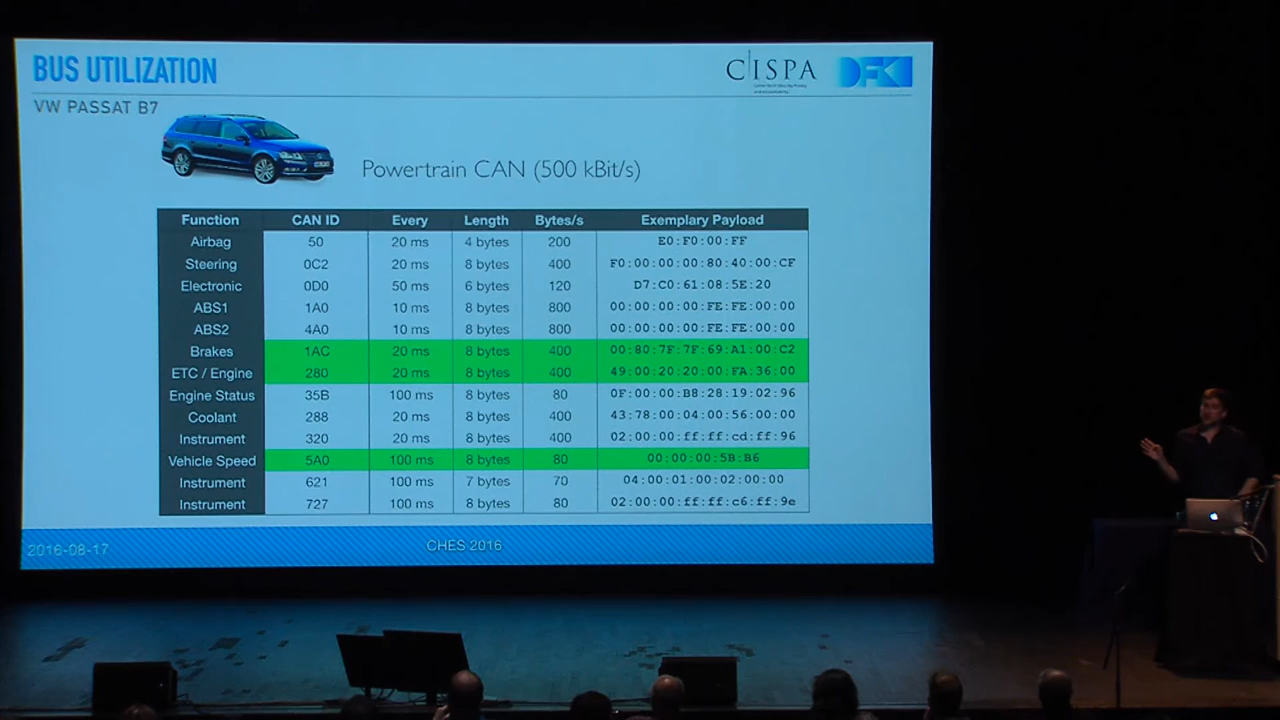 BUS UTILIZATION
VW PASSAT B7
CISPA
DFKI
Powertrain CAN (500 kBit/s)
Function CAN ID Every Length Bytes/s Exemplary Payload
Airbag 50 20 ms 4 bytes 200 E0:F0:00:FF
Steering 0C2 20 ms 8 bytes 400 F0:00:00:00:80:40:00:CF
Electronic 0D0 50 ms 6 bytes 120 D7:C0:61:08:5E:20
ABS1 1A0 10 ms 8 bytes 800 00:00:00:00:FE:FE:00:00
ABS2 4A0 10 ms 8 bytes 800 00:00:00:00:FE:FE:00:00
Brakes 1AC 20 ms 8 bytes 400 00:80:7F:7F:69:A1:00:C2
ETC / Engine 280 20 ms 8 bytes 400 49:00:20:20:00:FA:36:00
Engine Status 35B 100 ms 8 bytes 80 0F:00:00:B8:28:19:02:96
Coolant 288 20 ms 8 bytes 400 43:78:00:04:00:56:00:00
Instrument 320 20 ms 8 bytes 400 02:00:00:ff:ff:cd:ff:96
Vehicle Speed 5A0 100 ms 8 bytes 80 00:00:00:5B:B6
Instrument 621 100 ms 7 bytes 70 04:00:01:00:02:00:00
Instrument 727 100 ms 8 bytes 80 02:00:00:ff:ff:c6:ff:9e
2016-08-17
CHES 2016